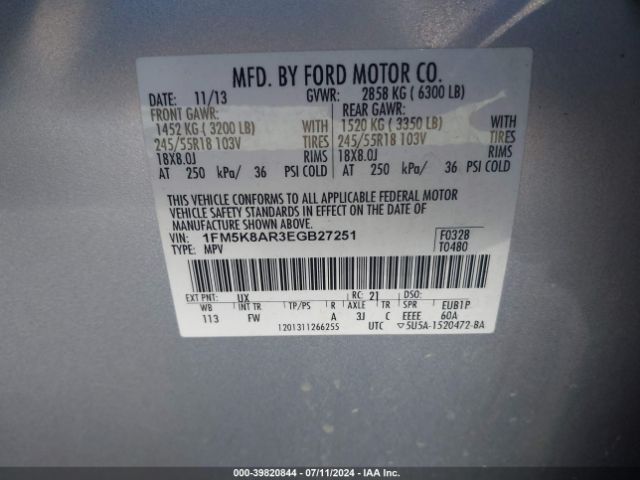 MFD. BY FORD MOTOR CO.
DATE: 11/13 GVWR: 2858 KG ( 6300 LB)
FRONT GAWR: REAR GAWR:
1452 KG ( 3200 LB) WITH 1520 KG ( 3350 LB) WITH
245/55R18 103V TIRES 245/55R18 103V TIRES
18X8.0J RIMS 18X8.0J RIMS
AT 250 kPa/ 36 PSI COLD AT 250 kPa/ 36 PSI COLD
THIS VEHICLE CONFORMS TO ALL APPLICABLE FEDERAL MOTOR
VEHICLE SAFETY AND THEFT PREVENTION STANDARDS IN EFFECT ON THE DATE OF
MANUFACTURE SHOWN ABOVE.
VIN: 1FM5K8AR3EGB27251 F0328
TYPE: MPV T0480
EXT PNT: UX RC: 21 DSO:
WB INT TR TP/PS R AXLE TR SPR EUB1P
113 FW A 3J C EEEE 60A
1201311266255 UTC ▽5U5A-1520472-BA
000-39820844 / 07/11/2024 - IAA Inc.